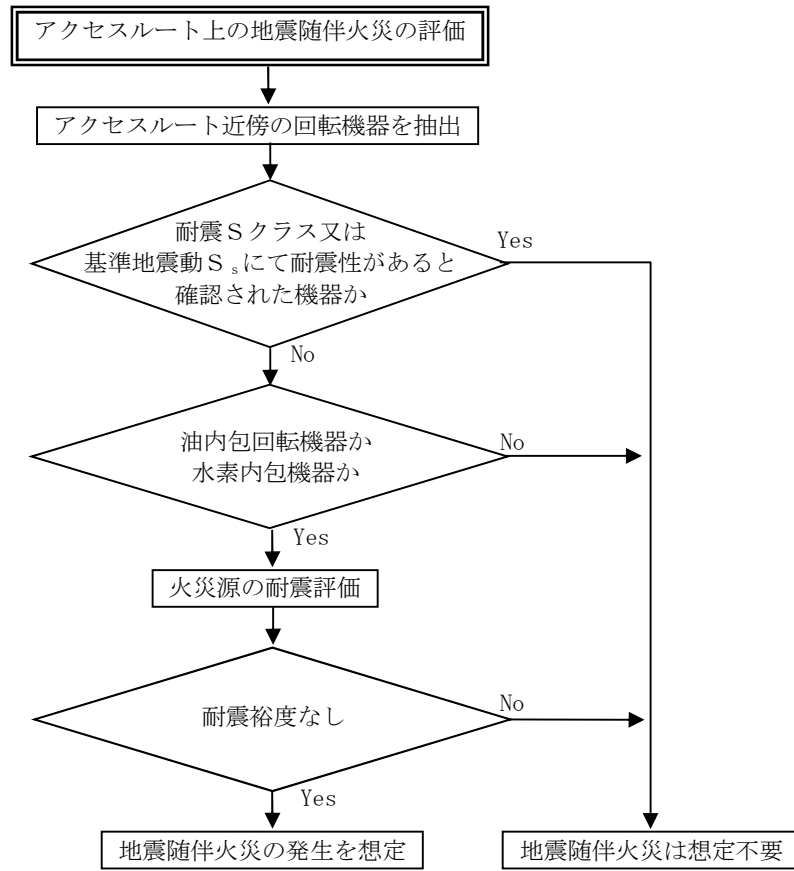 アクセスルート上の地震随伴火災の評価
アクセスルート近傍の回転機器を抽出
耐震Sクラス又は
基準地震動Ssにて耐震性があると
確認された機器か
Yes
No
油内包回転機器か
水素内包機器か
No
Yes
火災源の耐震評価
耐震裕度なし
No
Yes
地震随伴火災の発生を想定
地震随伴火災は想定不要